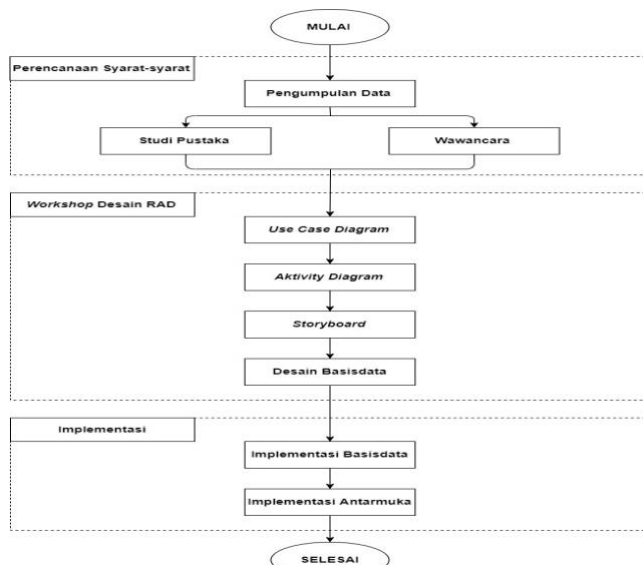 MULAI
Perencanaan Syarat-syarat
Pengumpulan Data
Studi Pustaka
Wawancara
Workshop Desain RAD
Use Case Diagram
Aktivity Diagram
Storyboard
Desain Basisdata
Implementasi
Implementasi Basisdata
Implementasi Antarmuka
SELESAI